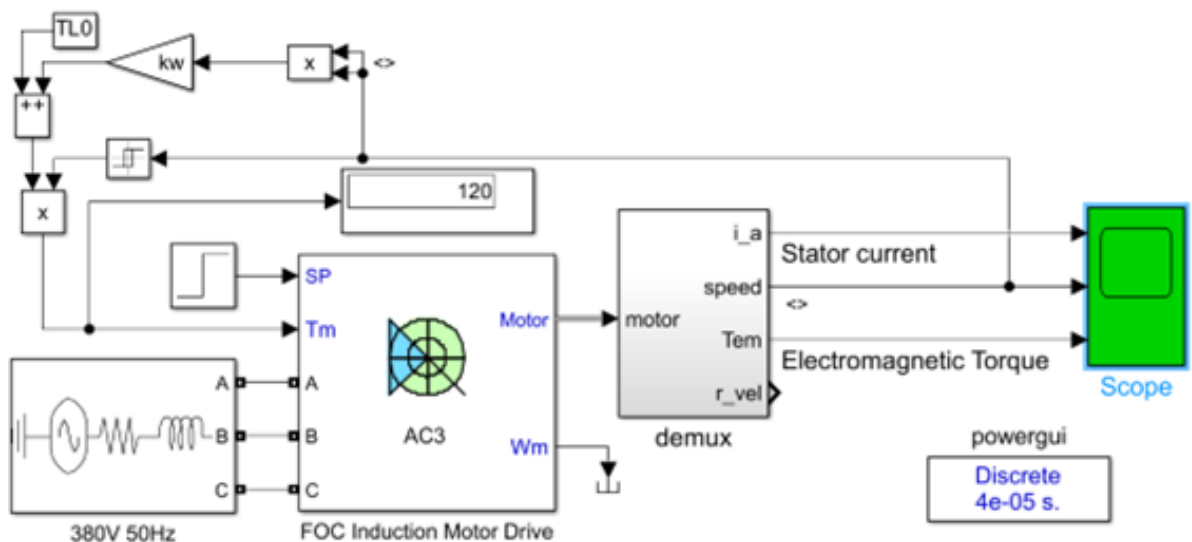 TL0
kw
x
<>
++
x
120
SP
Tm
Motor
Wm
A
B
C
A
B
C
AC3
380V 50Hz
FOC Induction Motor Drive
motor
i_a
speed
Tem
r_vel
demux
Stator current
<>
Electromagnetic Torque
Scope
powergui
Discrete
4e-05 s.